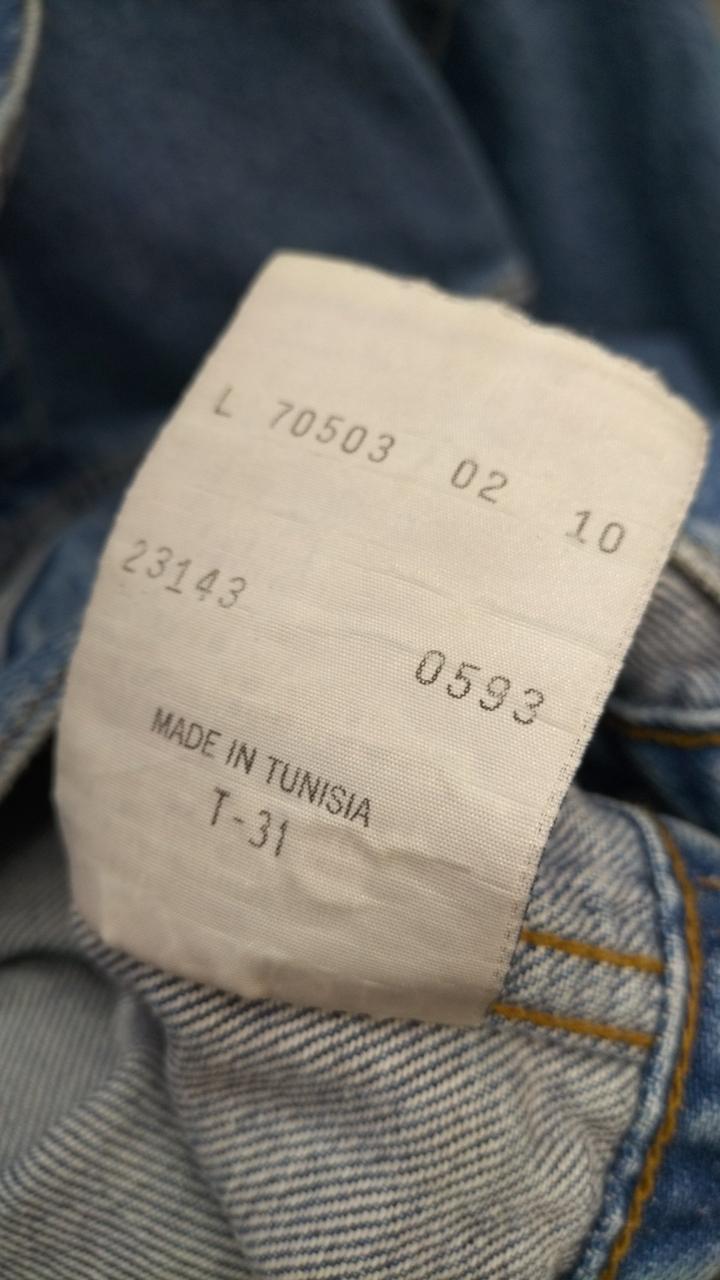 L 70503 02 10
23143
0593
MADE IN TUNISIA
T-31